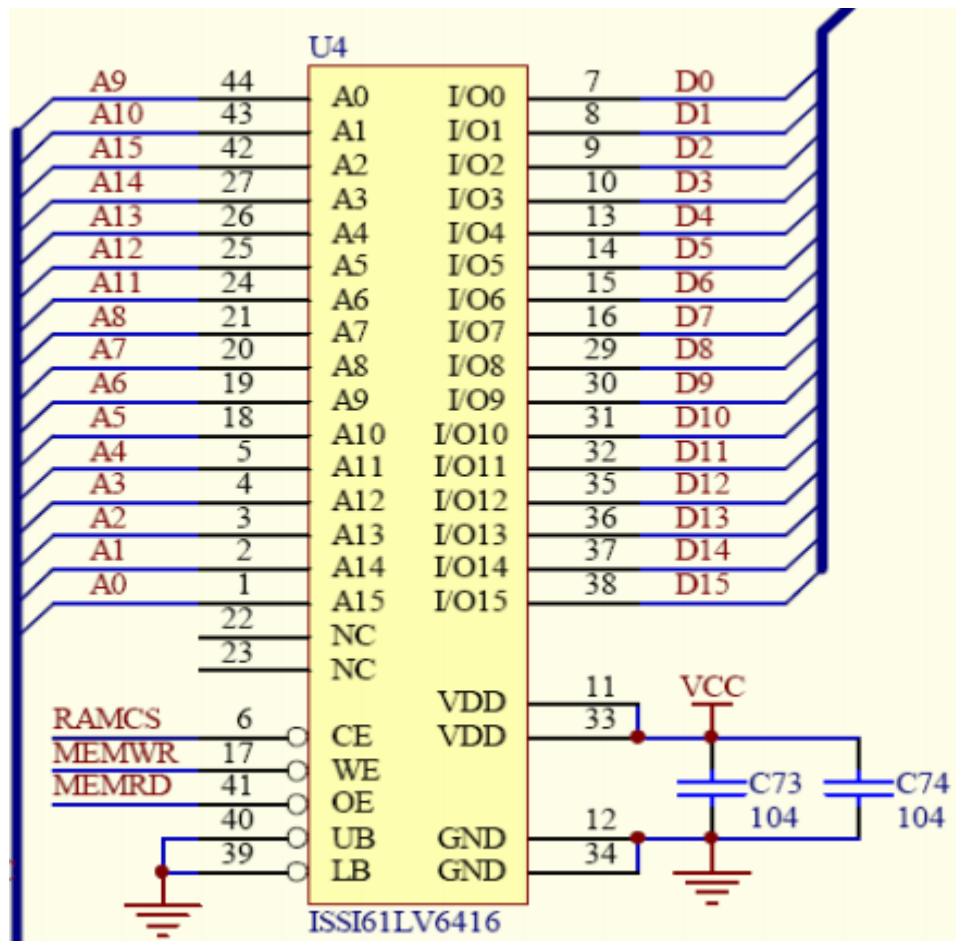 U4
A9 44 A0 I/O0 7 D0
A10 43 A1 I/O1 8 D1
A15 42 A2 I/O2 9 D2
A14 27 A3 I/O3 10 D3
A13 26 A4 I/O4 13 D4
A12 25 A5 I/O5 14 D5
A11 24 A6 I/O6 15 D6
A8 21 A7 I/O7 16 D7
A7 20 A8 I/O8 29 D8
A6 19 A9 I/O9 30 D9
A5 18 A10 I/O10 31 D10
A4 5 A11 I/O11 32 D11
A3 4 A12 I/O12 35 D12
A2 3 A13 I/O13 36 D13
A1 2 A14 I/O14 37 D14
A0 1 A15 I/O15 38 D15
22 NC
23 NC
VDD 11 VCC
RAMCS 6 CE VDD 33
MEMWR 17 WE
MEMRD 41 OE
C73 C74
104 104
40 UB GND 12
39 LB GND 34
ISSI61LV6416